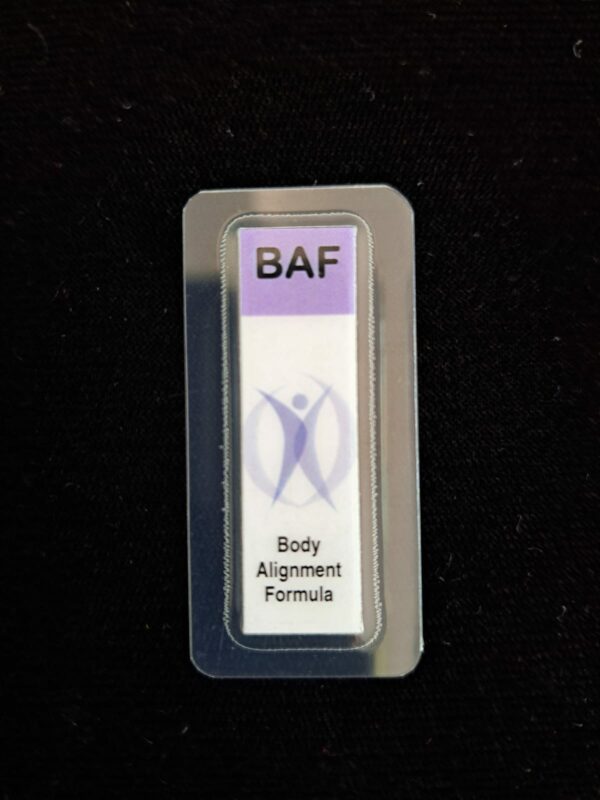 BAF
Body
Alignment
Formula